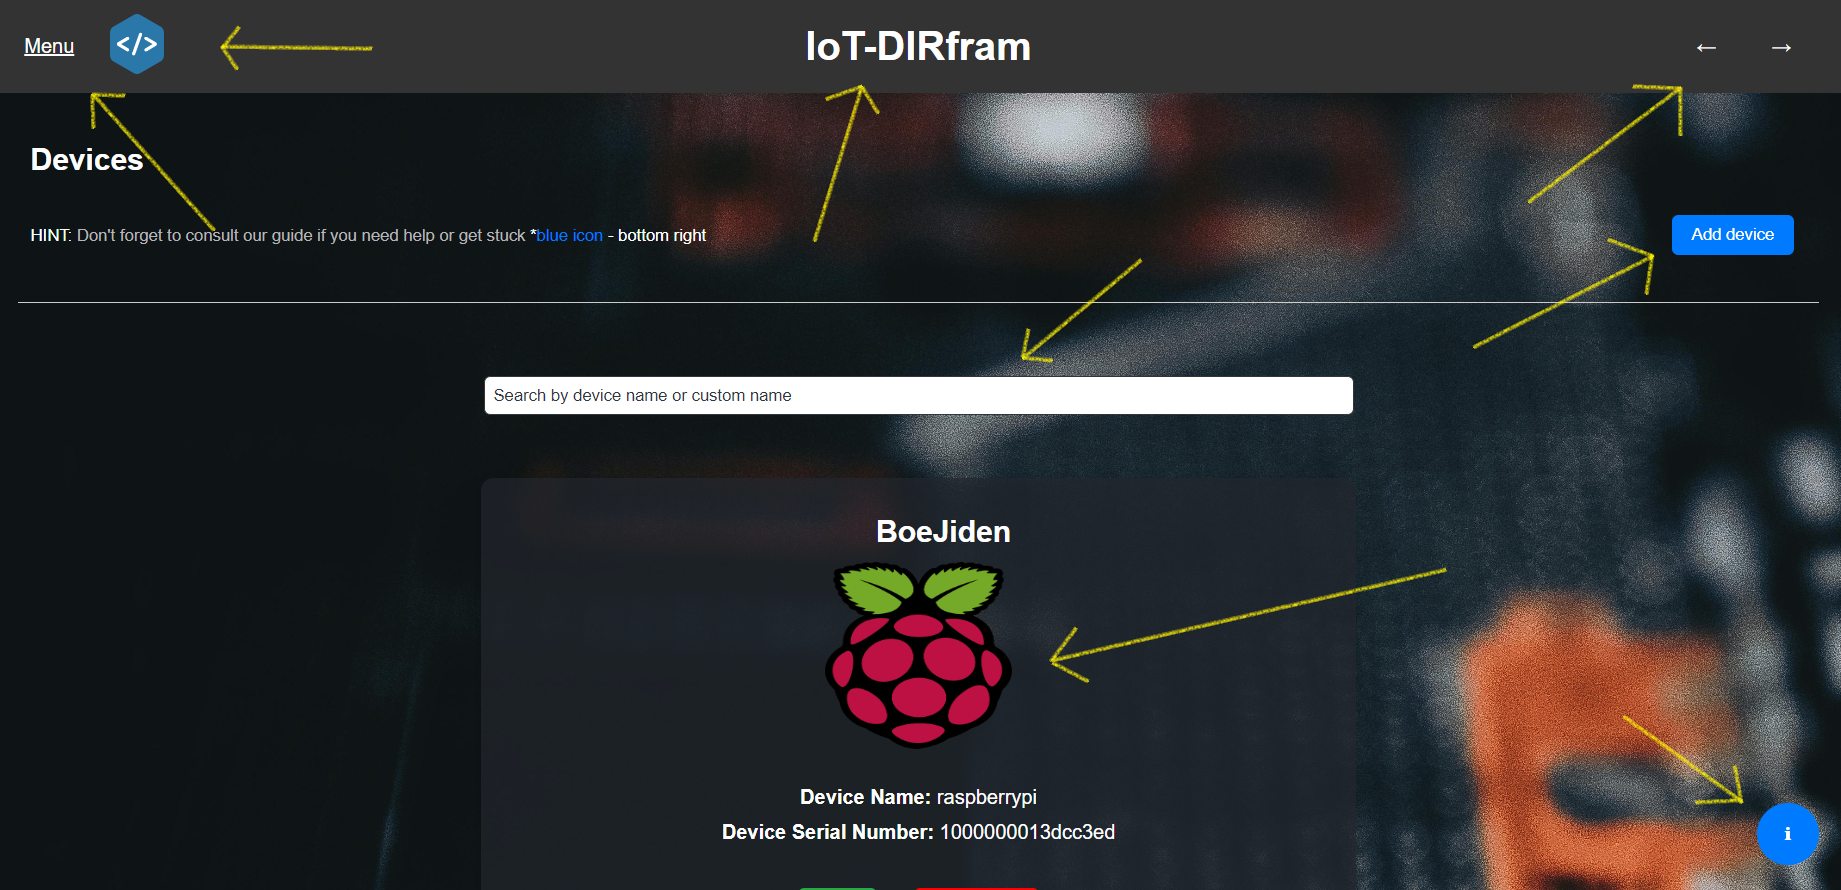 Menu
</>
IoT-DIRfram
← →
Devices
HINT: Don't forget to consult our guide if you need help or get stuck *blue icon - bottom right
Add device
Search by device name or custom name
BoeJiden
Device Name: raspberrypi
Device Serial Number: 1000000013dcc3ed
i